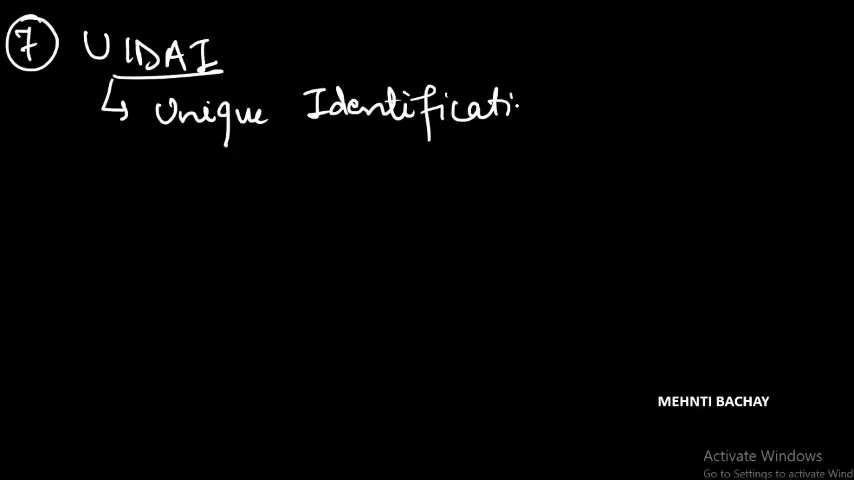 7 UIDAI
↳ Unique Identificati
MEHNTI BACHAY
Activate Windows
Go to Settings to activate Wind